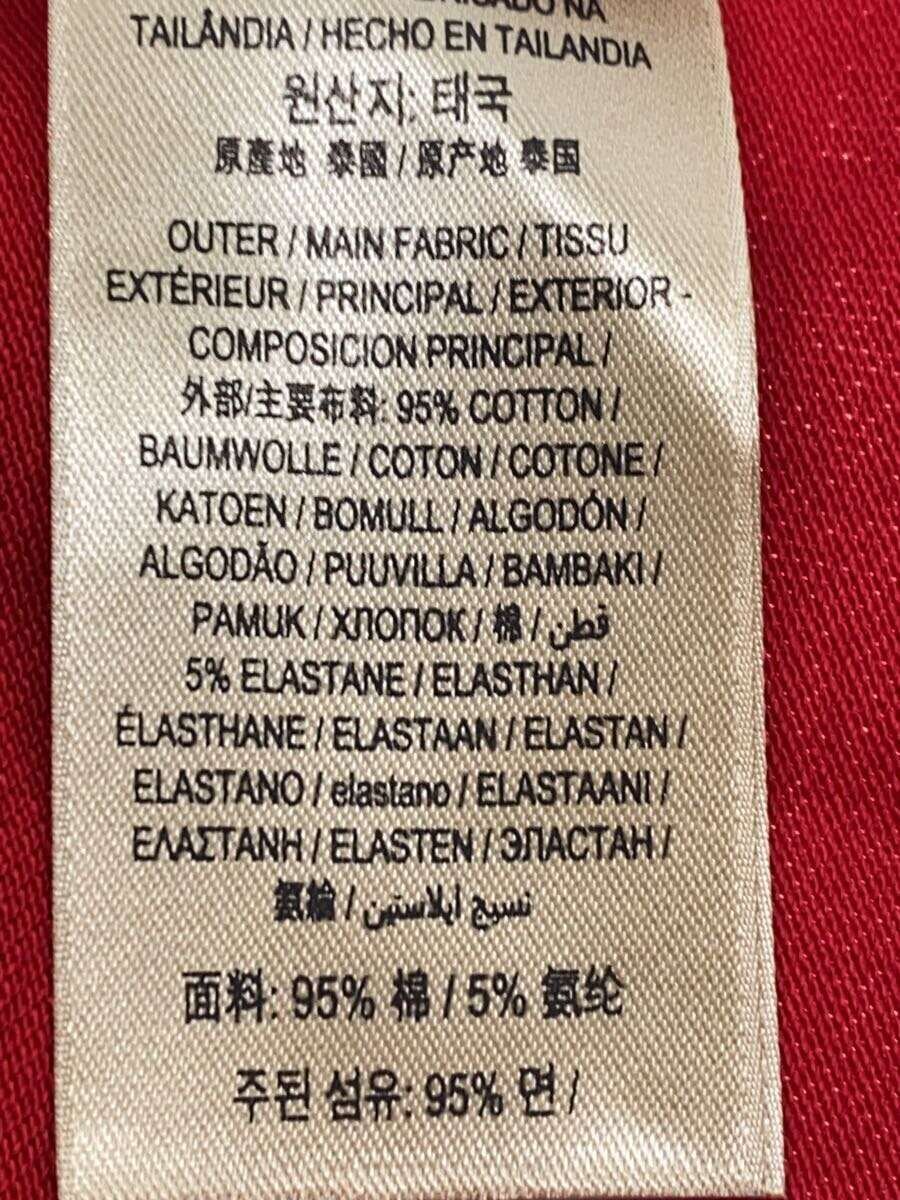 NA
TAILÂNDIA / HECHO EN TAILANDIA
원산지: 태국
原產地 泰國 / 原产地 泰国
OUTER / MAIN FABRIC / TISSU
EXTÉRIEUR / PRINCIPAL / EXTERIOR -
COMPOSICION PRINCIPAL /
外部/主要布料: 95% COTTON /
BAUMWOLLE / COTON / COTONE /
KATOEN / BOMULL / ALGODÓN /
ALGODÃO / PUUVILLA / BAMBAKI /
PAMUK / ХЛОПОК / 棉 / قطن
5% ELASTANE / ELASTHAN /
ÉLASTHANE / ELASTAAN / ELASTAN /
ELASTANO / elastano / ELASTAANI /
ΕΛΑΣΤΑΝΗ / ELASTEN / ЭЛАСТАН /
氨綸 / نسيج ايلاستين
面料: 95% 棉 / 5% 氨纶
주된 섬유: 95% 면 /